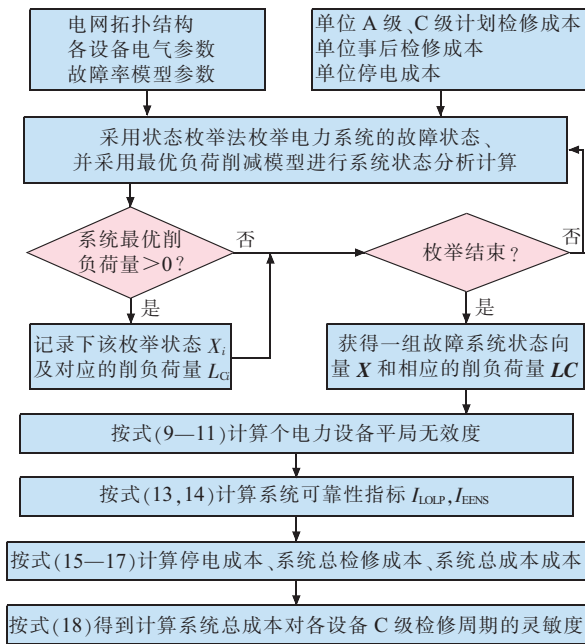 电网拓扑结构
各设备电气参数
故障率模型参数
单位 A 级、C 级计划检修成本
单位事后检修成本
单位停电成本
采用状态枚举法枚举电力系统的故障状态、
并采用最优负荷削减模型进行系统状态分析计算
系统最优削
负荷量>0?
否
枚举结束?
否
是
是
记录下该枚举状态 Xi
及对应的削负荷量 LCi
获得一组故障系统状态向
量 X 和相应的削负荷量 LC
按式(9—11)计算个电力设备平局无效度
按式(13,14)计算系统可靠性指标 ILOLP,IEENS
按式(15—17)计算停电成本、系统总检修成本、系统总成本成本
按式(18)得到计算系统总成本对各设备 C 级检修周期的灵敏度